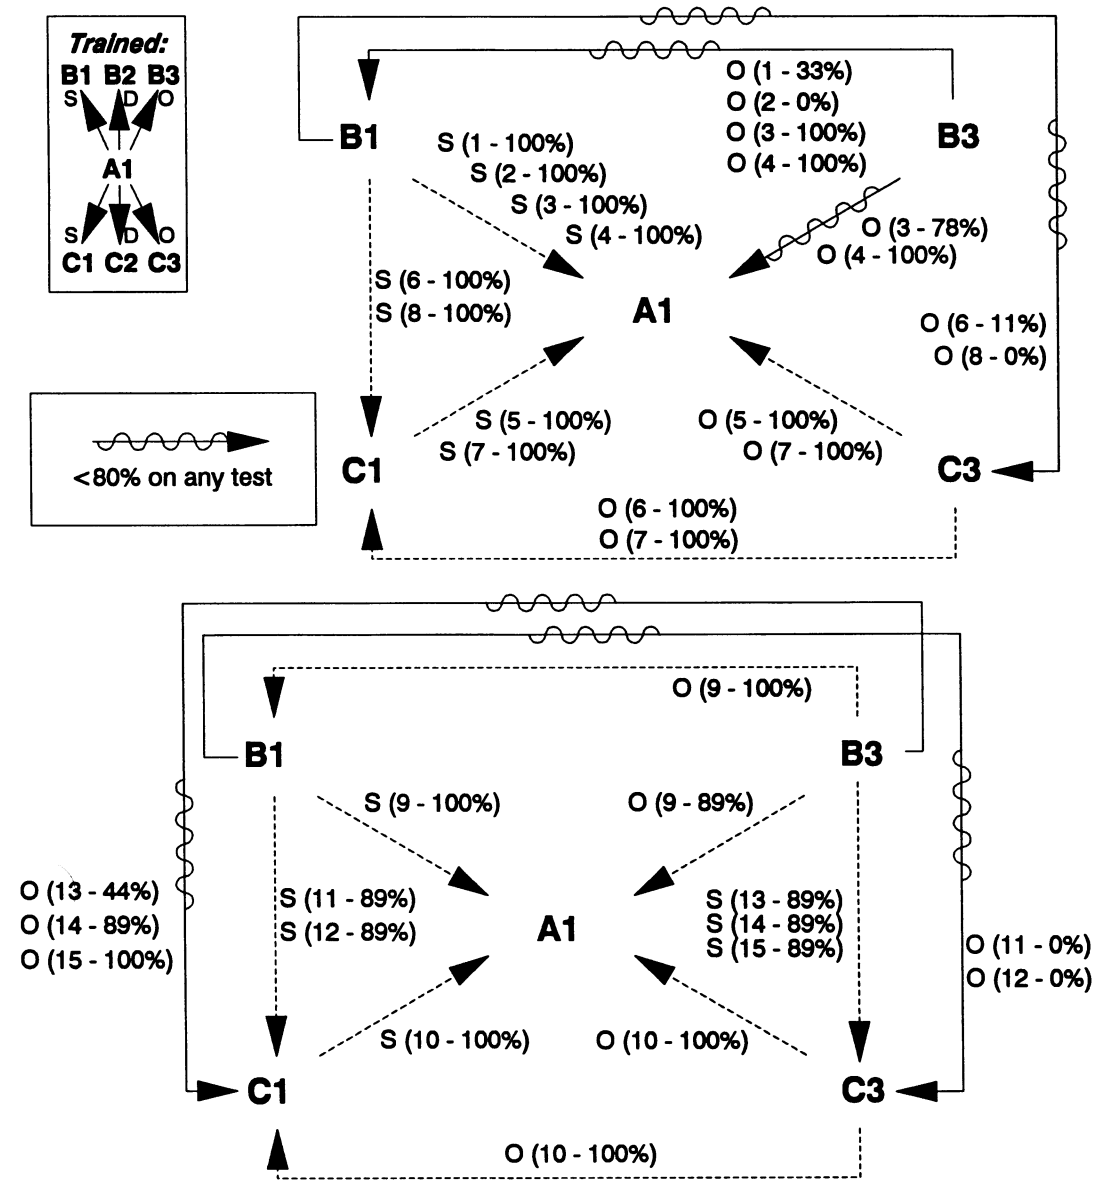 Trained:
B1 B2 B3
S D O
A1
S D O
C1 C2 C3
<80% on any test
O (1 - 33%)
O (2 - 0%)
O (3 - 100%)
O (4 - 100%)
B1
B3
S (1 - 100%)
S (2 - 100%)
S (3 - 100%)
S (4 - 100%)
O (3 - 78%)
O (4 - 100%)
S (6 - 100%)
S (8 - 100%)
A1
O (6 - 11%)
O (8 - 0%)
S (5 - 100%)
S (7 - 100%)
O (5 - 100%)
O (7 - 100%)
C1
C3
O (6 - 100%)
O (7 - 100%)
O (9 - 100%)
B1
B3
S (9 - 100%)
O (9 - 89%)
O (13 - 44%)
O (14 - 89%)
O (15 - 100%)
S (11 - 89%)
S (12 - 89%)
A1
S (13 - 89%)
S (14 - 89%)
S (15 - 89%)
O (11 - 0%)
O (12 - 0%)
S (10 - 100%)
O (10 - 100%)
C1
C3
O (10 - 100%)